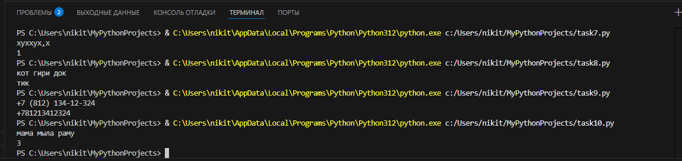 ПРОБЛЕМЫ 2 ВЫХОДНЫЕ ДАННЫЕ КОНСОЛЬ ОТЛАДКИ ТЕРМИНАЛ ПОРТЫ
PS C:\Users\nikit\MyPythonProjects> & C:\Users\nikit\AppData\Local\Programs\Python\Python312\python.exe c:/Users/nikit/MyPythonProjects/task7.py
хуххух,х
1
PS C:\Users\nikit\MyPythonProjects> & C:\Users\nikit\AppData\Local\Programs\Python\Python312\python.exe c:/Users/nikit/MyPythonProjects/task8.py
кот гири док
тик
PS C:\Users\nikit\MyPythonProjects> & C:\Users\nikit\AppData\Local\Programs\Python\Python312\python.exe c:/Users/nikit/MyPythonProjects/task9.py
+7 (812) 134-12-324
+781213412324
PS C:\Users\nikit\MyPythonProjects> & C:\Users\nikit\AppData\Local\Programs\Python\Python312\python.exe c:/Users/nikit/MyPythonProjects/task10.py
мама мыла раму
3
PS C:\Users\nikit\MyPythonProjects>